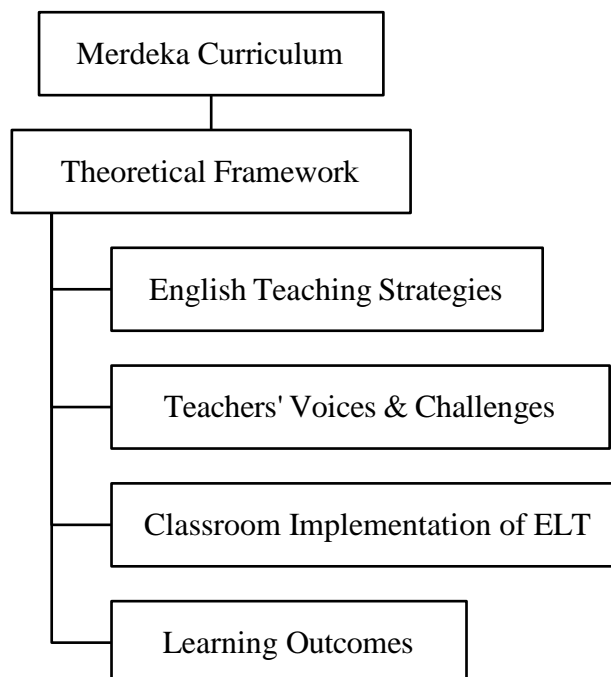 Merdeka Curriculum
Theoretical Framework
English Teaching Strategies
Teachers' Voices & Challenges
Classroom Implementation of ELT
Learning Outcomes